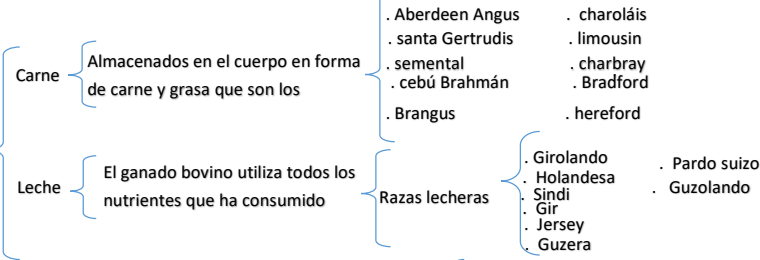 Carne
Almacenados en el cuerpo en forma
de carne y grasa que son los
. Aberdeen Angus . charoláis
. santa Gertrudis . limousin
. semental . charbray
. cebú Brahmán . Bradford
. Brangus . hereford
Leche
El ganado bovino utiliza todos los
nutrientes que ha consumido
Razas lecheras
. Girolando . Pardo suizo
. Holandesa . Guzolando
. Sindi
. Gir
. Jersey
. Guzera